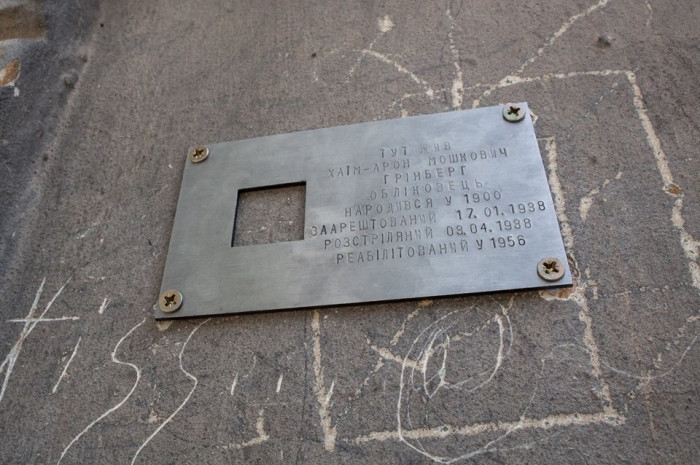 ТУТ ЖИВ
ХАЇМ-АРОН МОШКОВИЧ
ГРІНБЕРГ
ОБЛІКОВЕЦЬ
НАРОДИВСЯ У 1900
ЗААРЕШТОВАНИЙ 17.01.1938
РОЗСТРІЛЯНИЙ 08.04.1938
РЕАБІЛІТОВАНИЙ У 1956